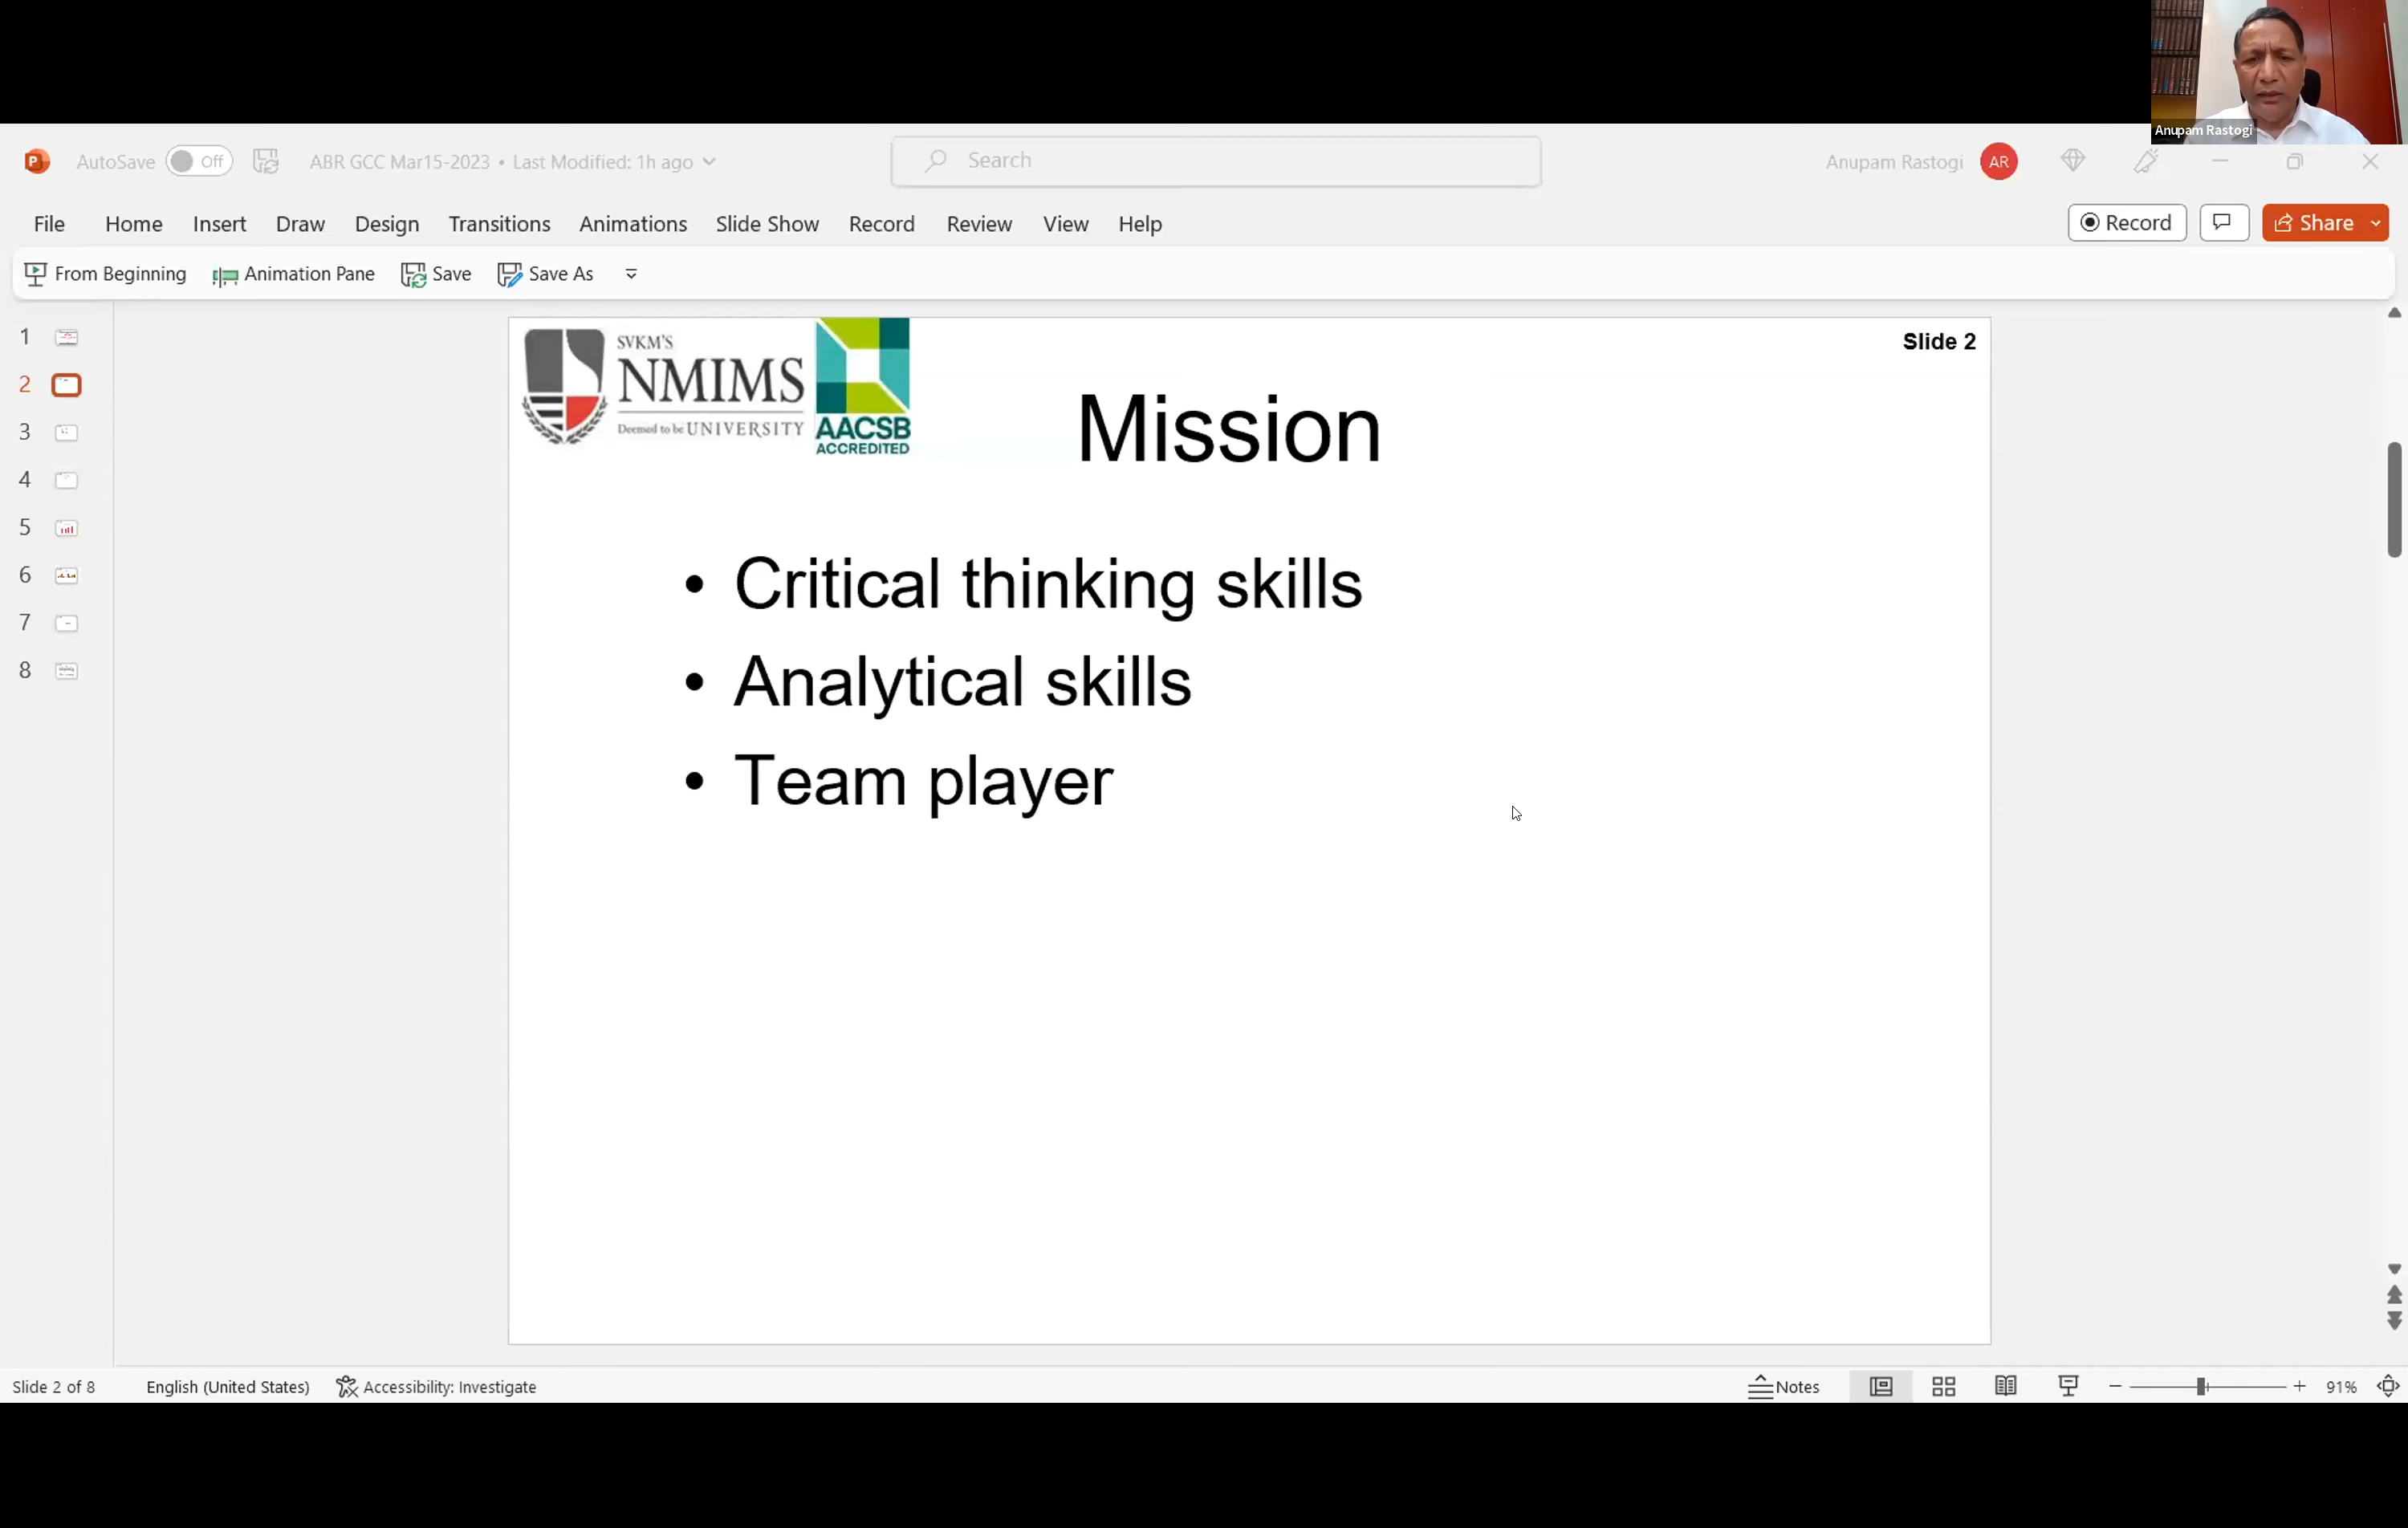 Anupam Rastogi
AutoSave Off ABR GCC Mar15-2023 • Last Modified: 1h ago Search Anupam Rastogi AR
File Home Insert Draw Design Transitions Animations Slide Show Record Review View Help Record Share
From Beginning Animation Pane Save Save As
Slide 2
SVKM'S
NMIMS
Deemed to be UNIVERSITY
AACSB
ACCREDITED
Mission
• Critical thinking skills
• Analytical skills
• Team player
1
2
3
4
5
6
7
8
Slide 2 of 8 English (United States) Accessibility: Investigate Notes 91%